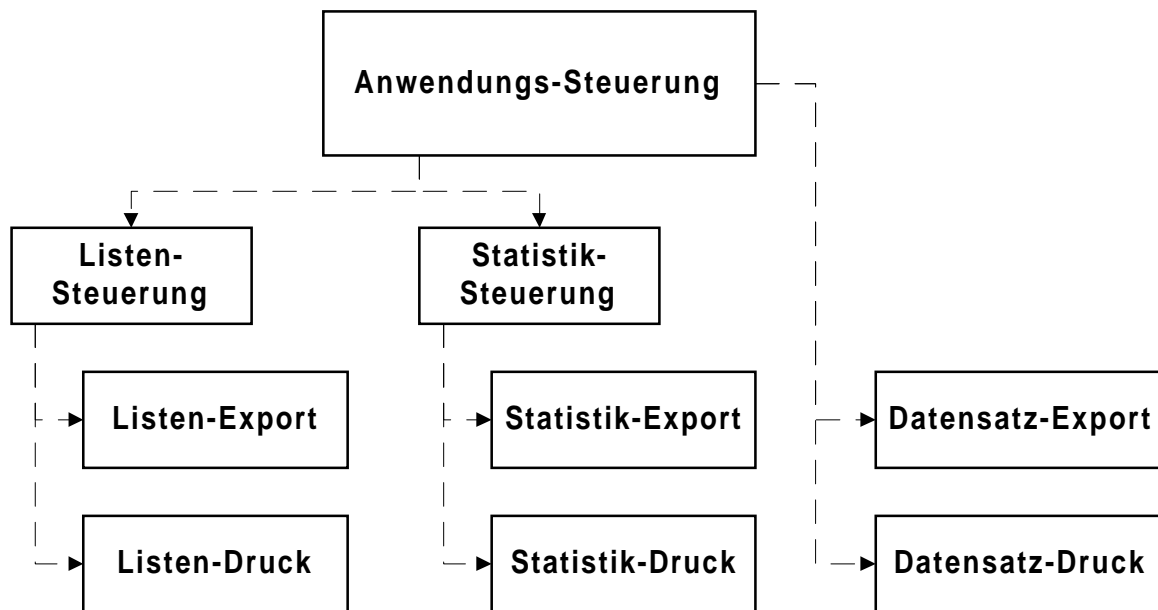 Anwendungs-Steuerung
Listen-
Steuerung
Statistik-
Steuerung
Listen-Export
Statistik-Export
Datensatz-Export
Listen-Druck
Statistik-Druck
Datensatz-Druck